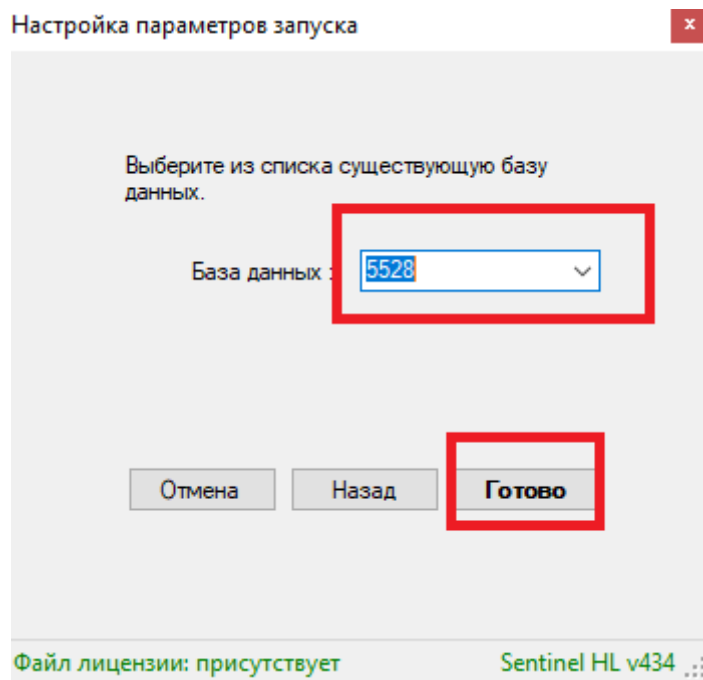 Настройка параметров запуска
x
Выберите из списка существующую базу
данных.
База данных :
5528
Отмена
Назад
Готово
Файл лицензии: присутствует
Sentinel HL v434